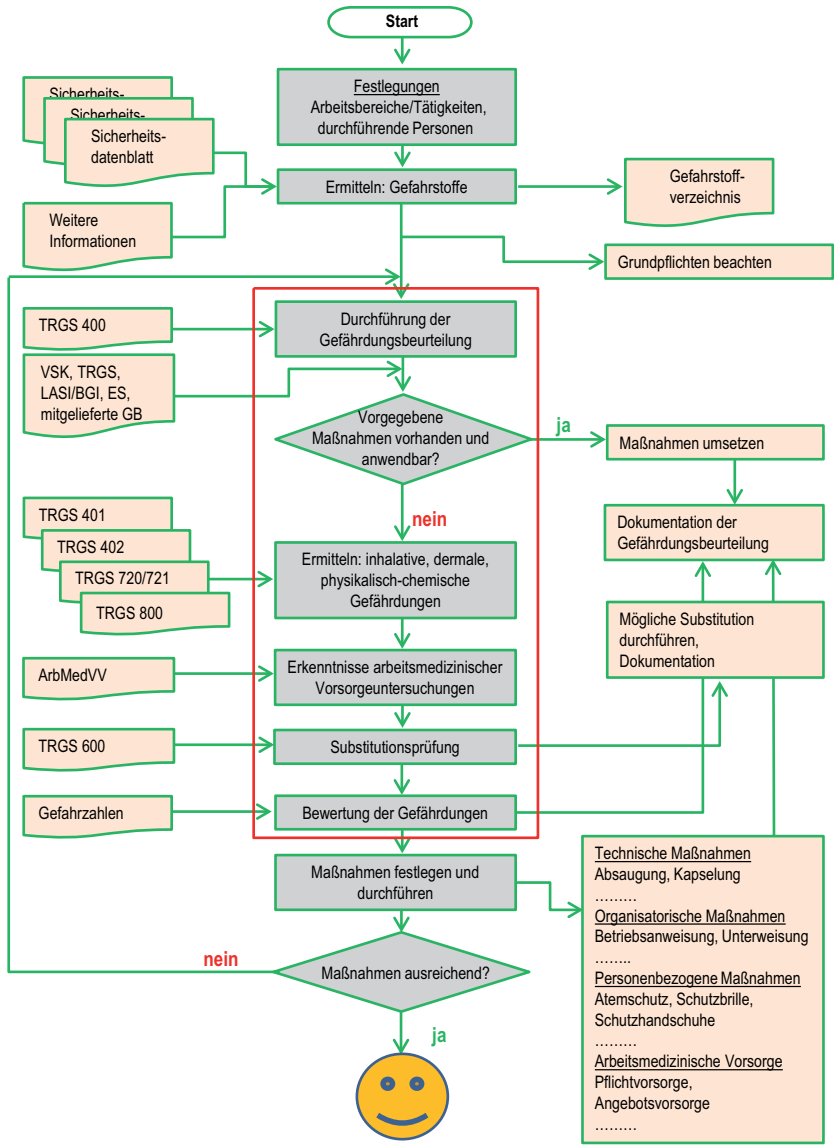 Start
Festlegungen
Arbeitsbereiche/Tätigkeiten,
durchführende Personen
Sicherheits-
Sicherheits-
Sicherheits-
datenblatt
Ermitteln: Gefahrstoffe
Gefahrstoff-
verzeichnis
Weitere
Informationen
Grundpflichten beachten
TRGS 400
Durchführung der
Gefährdungsbeurteilung
VSK, TRGS,
LASI/BGI, ES,
mitgelieferte GB
Vorgegebene
Maßnahmen vorhanden und
anwendbar?
ja
Maßnahmen umsetzen
nein
Dokumentation der
Gefährdungsbeurteilung
TRGS 401
TRGS 402
TRGS 720/721
TRGS 800
Ermitteln: inhalative, dermale,
physikalisch-chemische
Gefährdungen
Mögliche Substitution
durchführen,
Dokumentation
ArbMedVV
Erkenntnisse arbeitsmedizinischer
Vorsorgeuntersuchungen
TRGS 600
Substitutionsprüfung
Gefahrzahlen
Bewertung der Gefährdungen
Maßnahmen festlegen und
durchführen
Technische Maßnahmen
Absaugung, Kapselung
.........
Organisatorische Maßnahmen
Betriebsanweisung, Unterweisung
........
Personenbezogene Maßnahmen
Atemschutz, Schutzbrille,
Schutzhandschuhe
.........
Arbeitsmedizinische Vorsorge
Pflichtvorsorge,
Angebotsvorsorge
.........
nein
Maßnahmen ausreichend?
ja